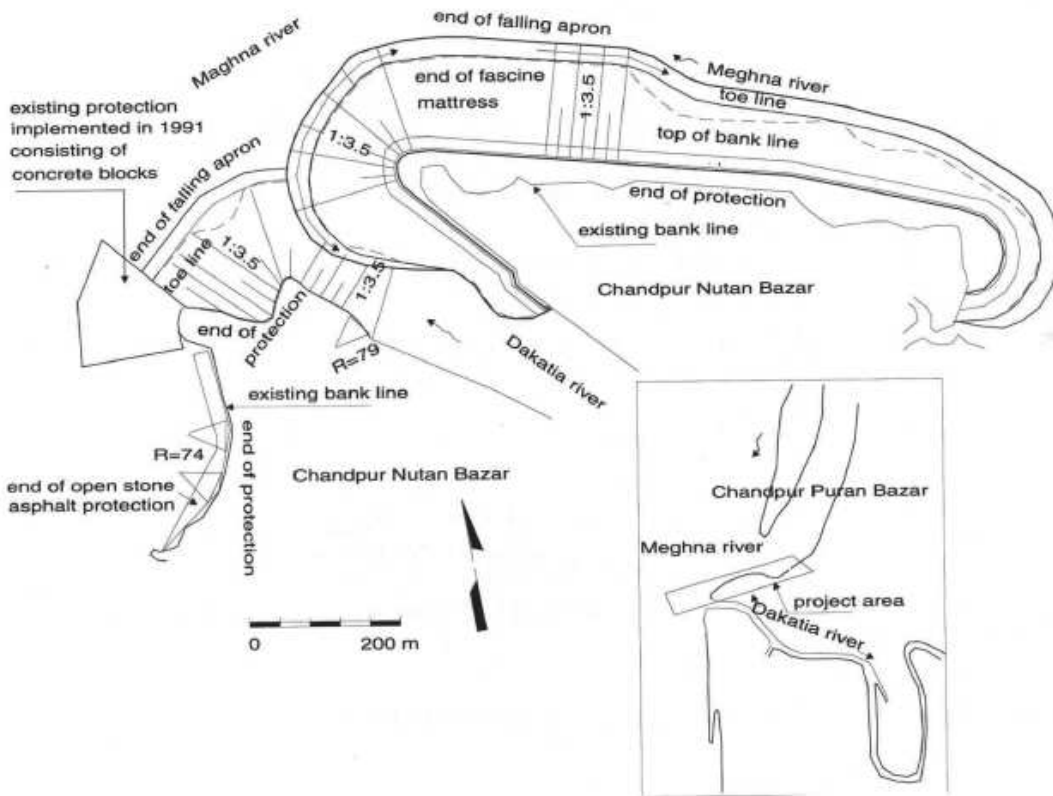 end of falling apron
Maghna river
Meghna river
toe line
end of fascine
mattress
1:3.5
top of bank line
existing protection
implemented in 1991
consisting of
concrete blocks
1:3.5
end of falling apron
end of protection
existing bank line
1:3.5
toe line
1:3.5
Chandpur Nutan Bazar
end of
protection
R=79
Dakatia river
existing bank line
R=74
end of protection
end of open stone
asphalt protection
Chandpur Nutan Bazar
0
200 m
Chandpur Puran Bazar
Meghna river
project area
Dakatia river